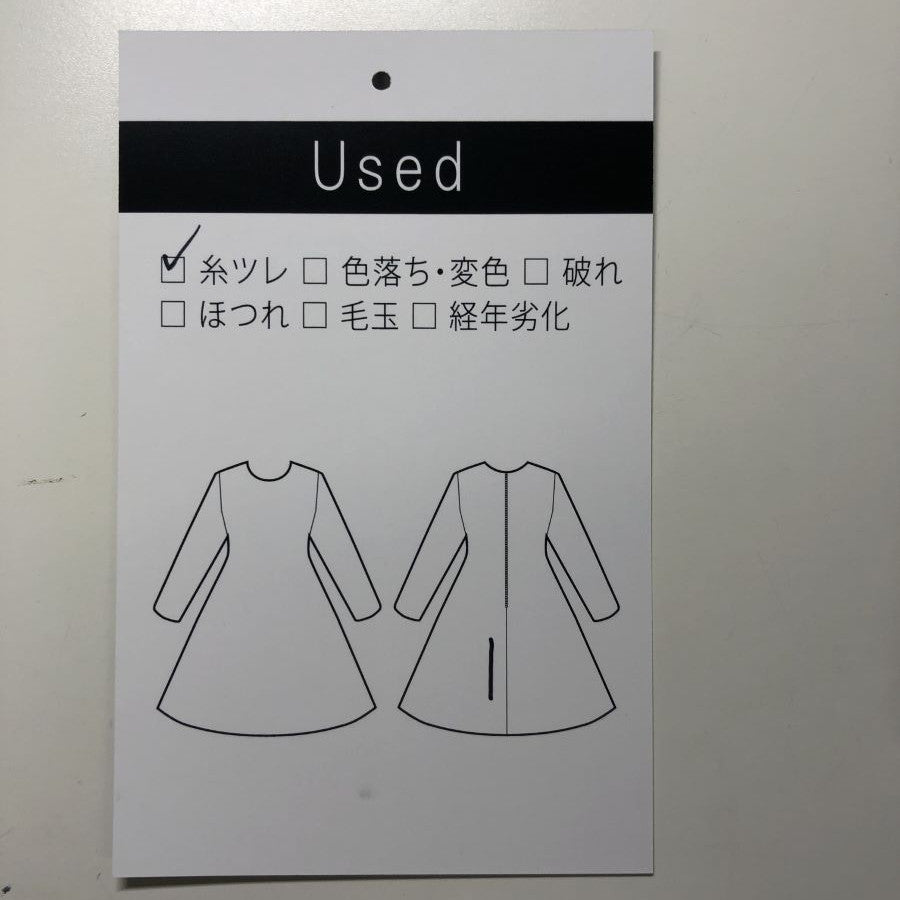 Used
☑ 糸ツレ □ 色落ち・変色 □ 破れ
□ ほつれ □ 毛玉 □ 経年劣化